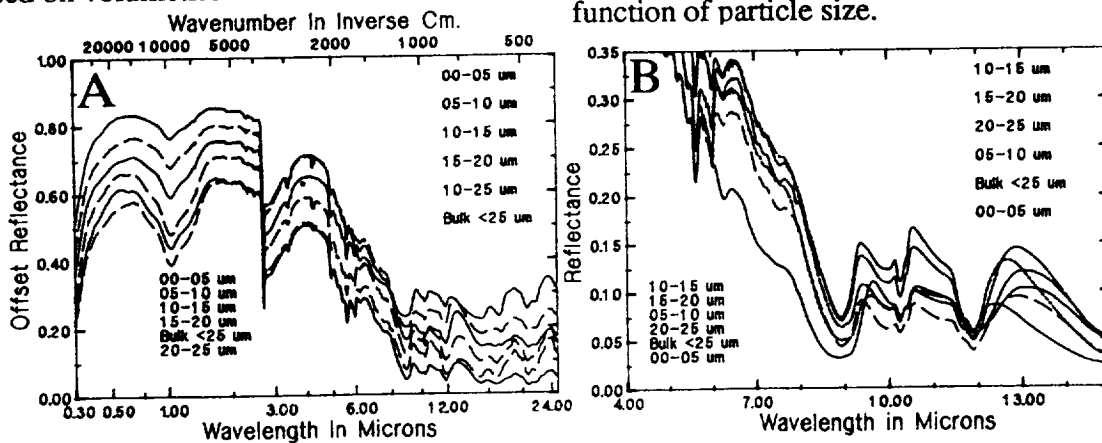 function of particle size.
Wavenumber in Inverse Cm.
20000 10000 5000 2000 1000 500
A
1.00
0.80
0.60
0.40
0.20
0.00
Offset Reflectance
00-05 um
05-10 um
10-15 um
15-20 um
10-25 um
Bulk <25 um
00-05 um
05-10 um
10-15 um
15-20 um
Bulk <25 um
20-25 um
0.30 0.50 1.00 3.00 6.00 12.00 24.00
Wavelength in Microns
B
0.35
0.30
0.25
0.20
0.15
0.10
0.05
0.00
Reflectance
10-15 um
15-20 um
20-25 um
05-10 um
Bulk <25 um
00-05 um
10-15 um
15-20 um
05-10 um
20-25 um
Bulk <25 um
00-05 um
4.00 7.00 10.00 13.00
Wavelength in Microns